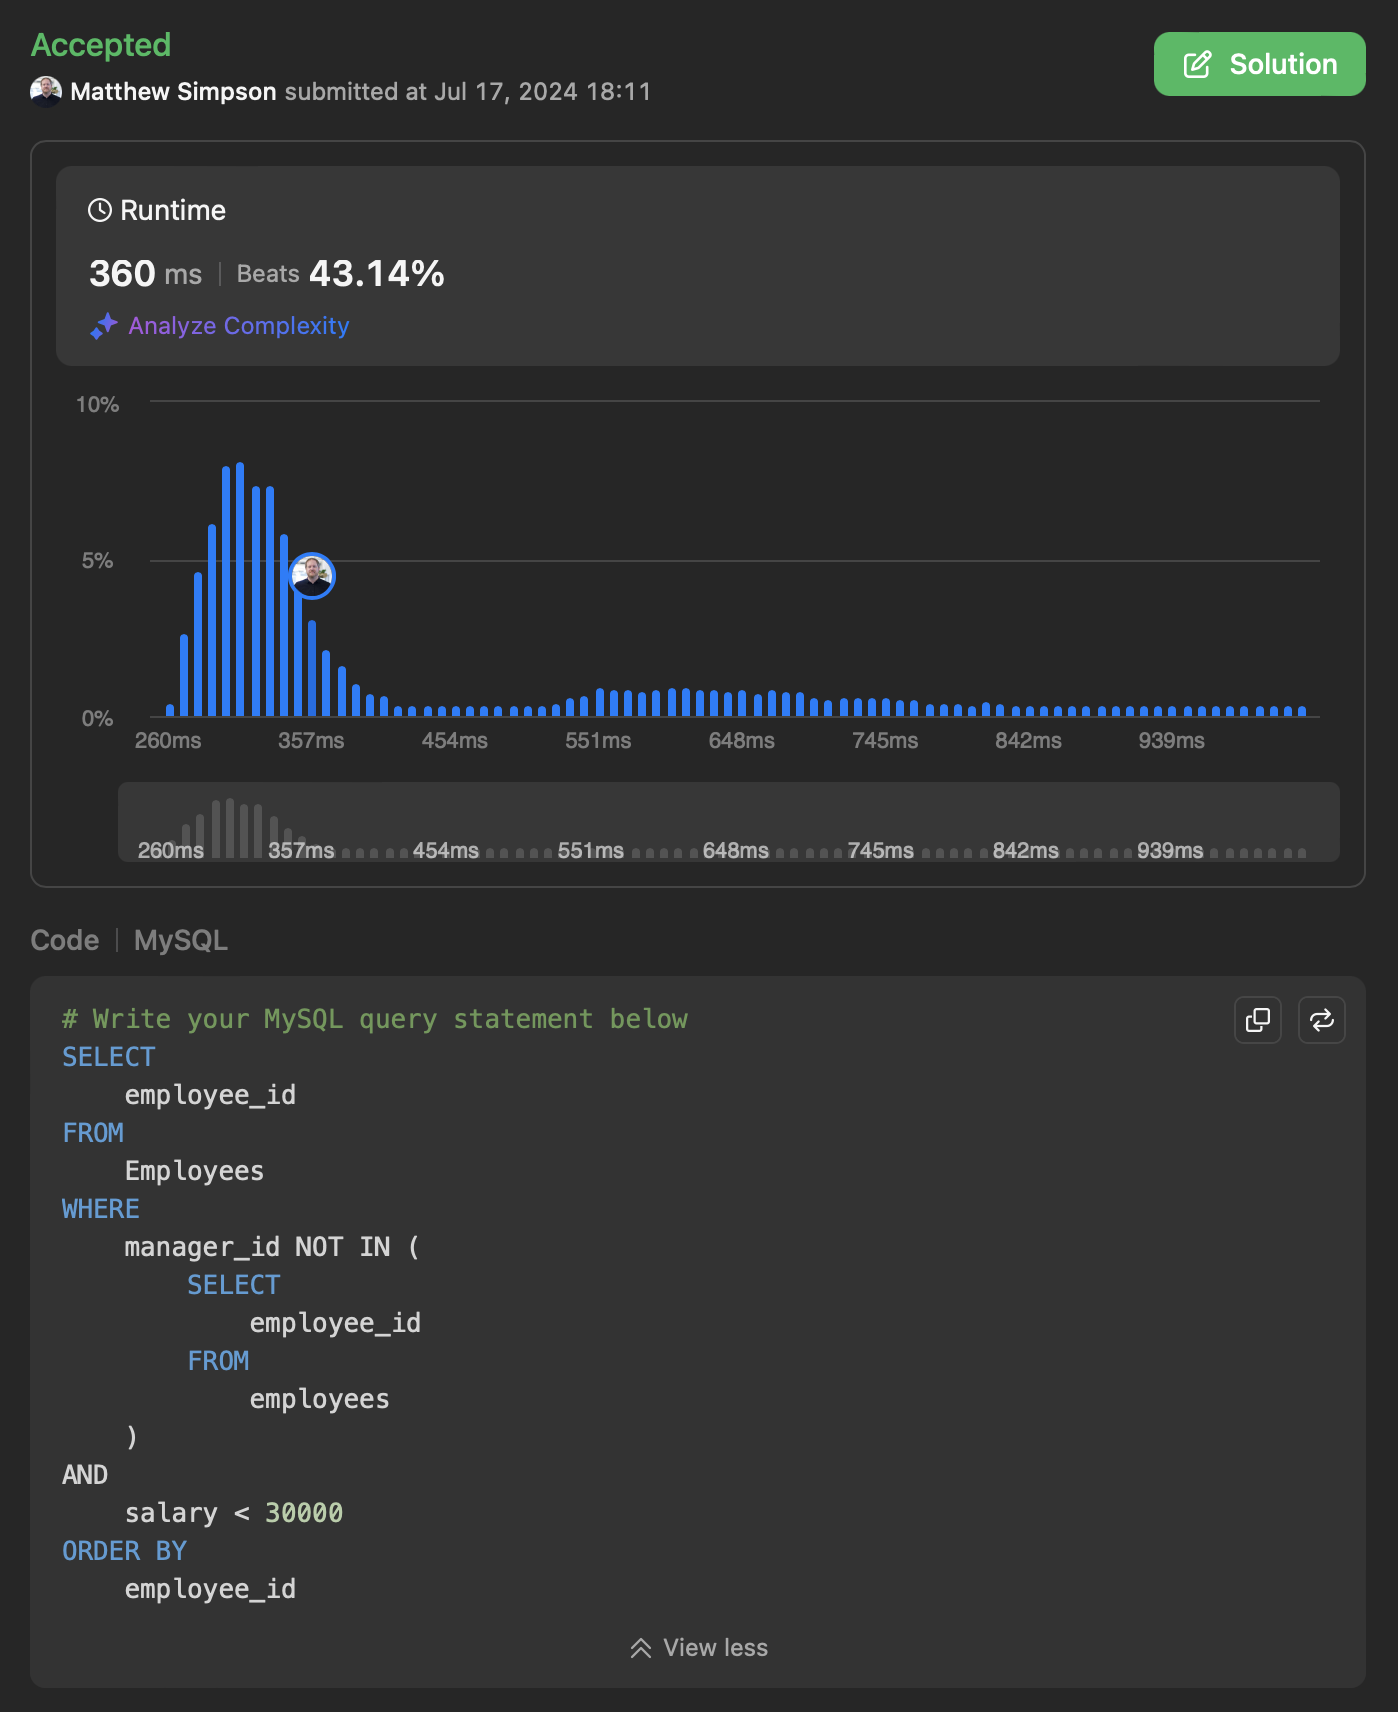 Accepted
Solution
Matthew Simpson submitted at Jul 17, 2024 18:11
Runtime
360 ms | Beats 43.14%
Analyze Complexity
10%
5%
0%
260ms 357ms 454ms 551ms 648ms 745ms 842ms 939ms
260ms 357ms 454ms 551ms 648ms 745ms 842ms 939ms
Code | MySQL
# Write your MySQL query statement below
SELECT
    employee_id
FROM
    Employees
WHERE
    manager_id NOT IN (
        SELECT
            employee_id
        FROM
            employees
    )
AND
    salary < 30000
ORDER BY
    employee_id
View less